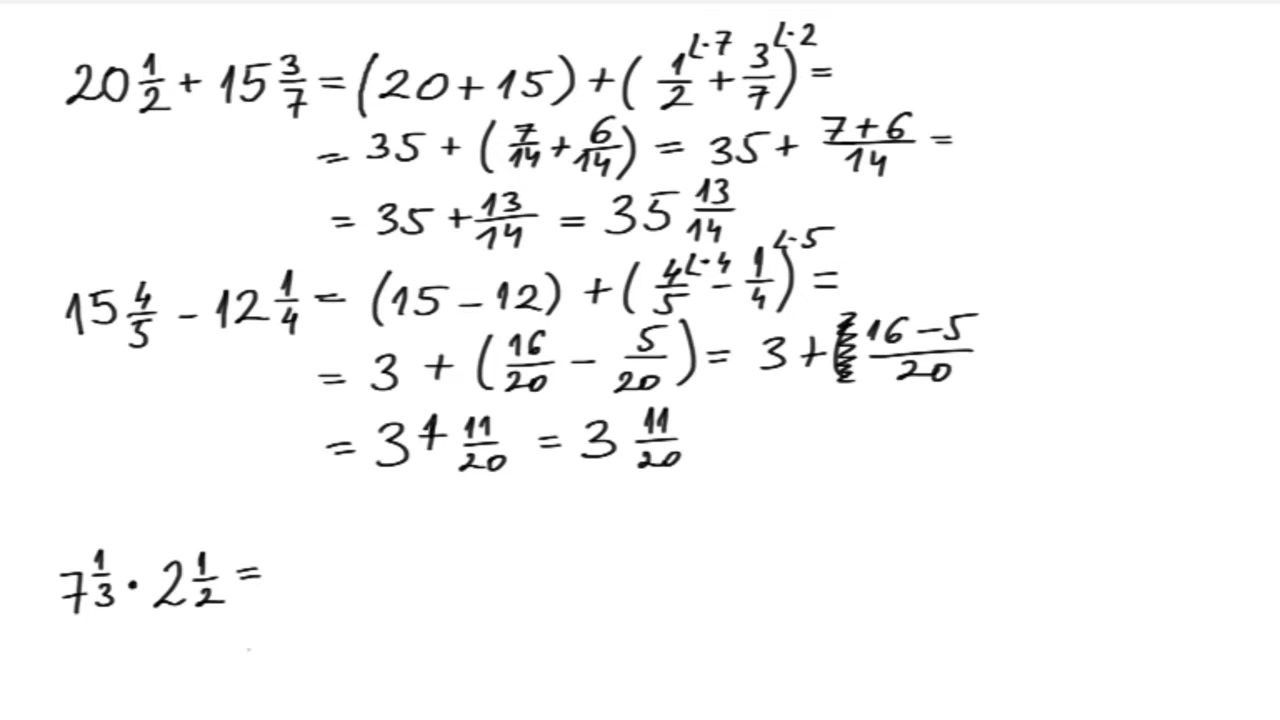 20 1/2 + 15 3/7 = (20 + 15) + (1/2 ∟·7 + 3/7 ∟·2) =
= 35 + (7/14 + 6/14) = 35 + (7+6)/14 =
= 35 + 13/14 = 35 13/14
15 4/5 - 12 1/4 = (15 - 12) + (4/5 ∟·4 - 1/4 ∟·5) =
= 3 + (16/20 - 5/20) = 3 + (16-5)/20
= 3 + 11/20 = 3 11/20
7 1/3 · 2 1/2 =